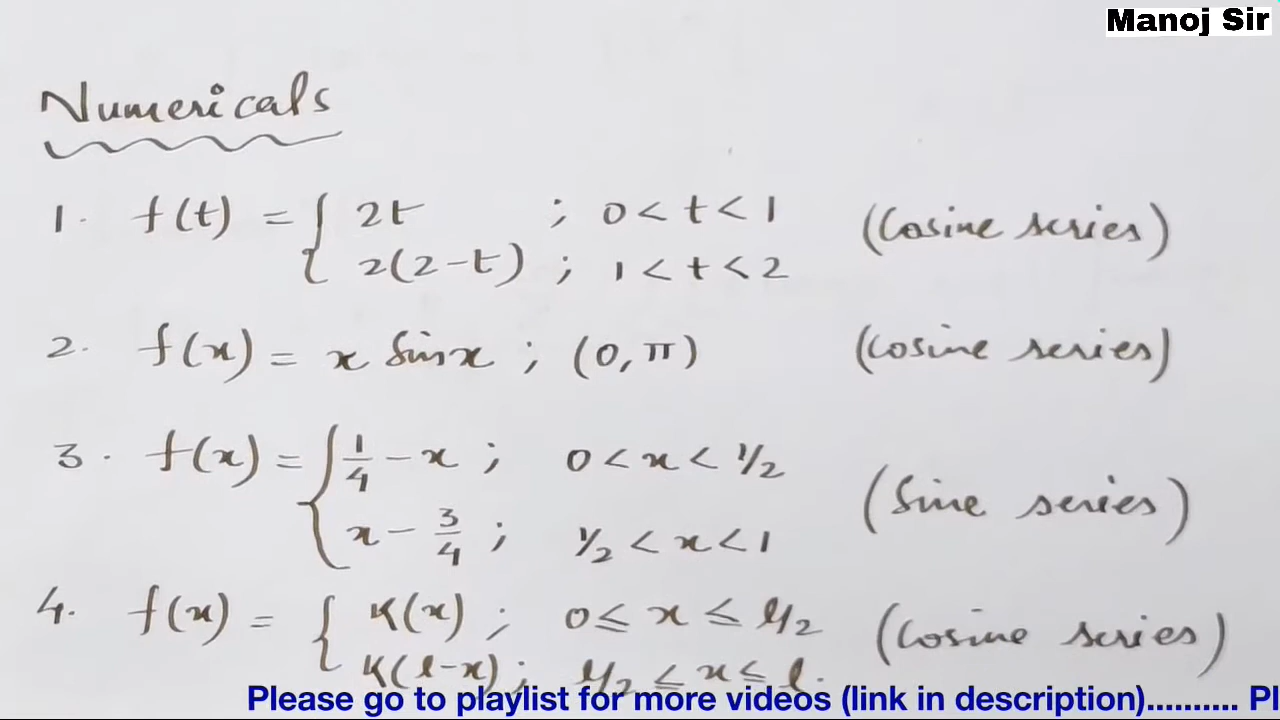 Manoj Sir
Numericals
1. f(t) = { 2t ; 0 < t < 1 (Cosine series)
2(2-t) ; 1 < t < 2
2. f(x) = x Sinx ; (0, π) (Cosine series)
3. f(x) = { 1/4 - x ; 0 < x < 1/2 (Sine series)
x - 3/4 ; 1/2 < x < 1
4. f(x) = { K(x) ; 0 ≤ x ≤ l/2 (Cosine series)
K(l-x) ; l/2 ≤ x ≤ l.
Please go to playlist for more videos (link in description).......... Pl